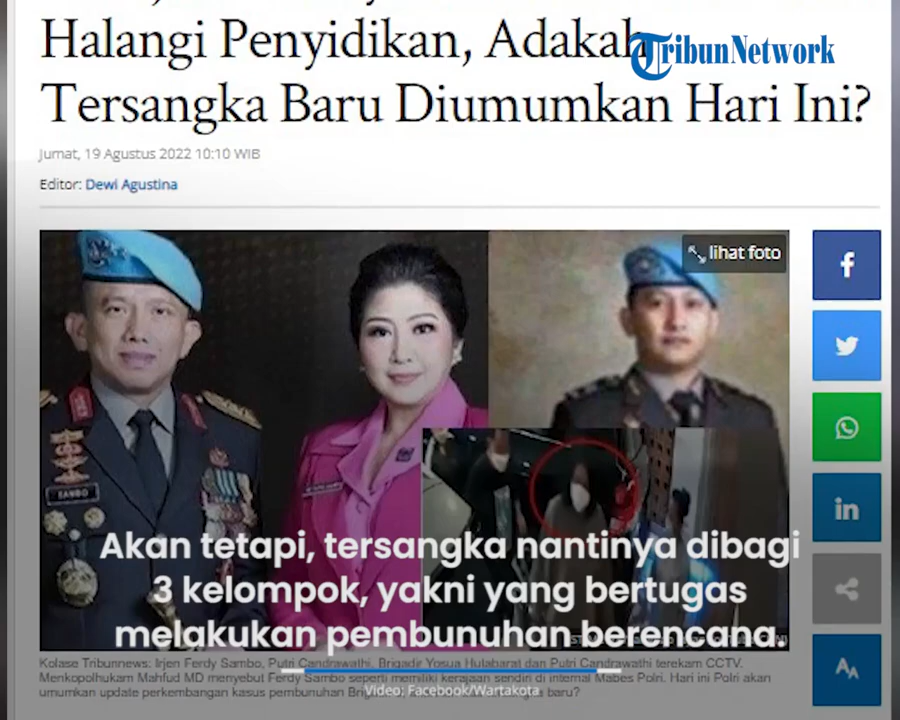 Halangi Penyidikan, Adakah
TribunNetwork
Tersangka Baru Diumumkan Hari Ini?
Jumat, 19 Agustus 2022 10:10 WIB
Editor: Dewi Agustina
lihat foto
SAMBO
Akan tetapi, tersangka nantinya dibagi
3 kelompok, yakni yang bertugas
melakukan pembunuhan berencana.
Kolase Tribunnews: Irjen Ferdy Sambo, Putri Candrawathi, Brigadir Yosua Hutabarat dan Putri Candrawathi terekam CCTV.
Menkopolhukam Mahfud MD menyebut Ferdy Sambo seperti memiliki kerajaan sendiri di internal Mabes Polri. Hari ini Polri akan
umumkan update perkembangan kasus pembunuhan baru?
Video: Facebook/Wartakota
f
in
AA